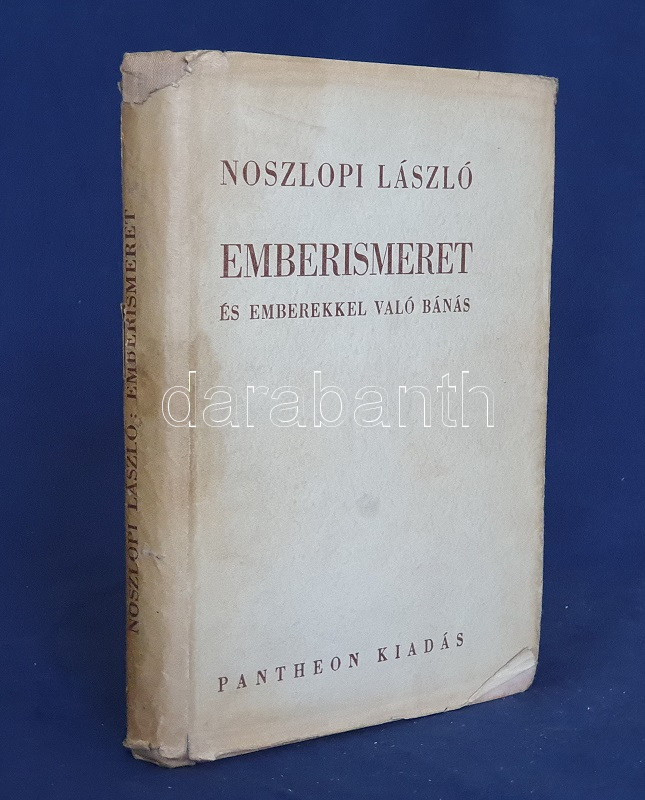 NOSZLOPI LÁSZLÓ
EMBERISMERET
ÉS EMBEREKKEL VALÓ BÁNÁS
PANTHEON KIADÁS
NOSZLOPI LÁSZLÓ: EMBERISMERET
darabanth